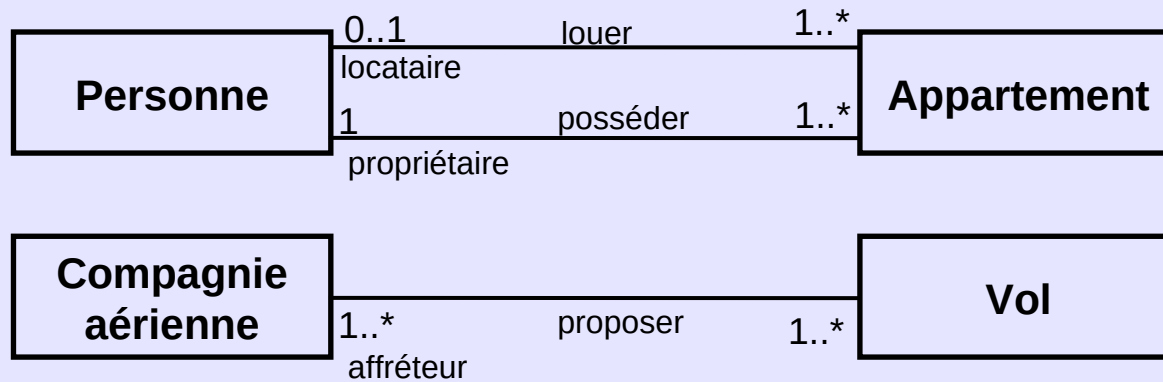 0..1 louer 1..*
locataire
Personne
Appartement
1 posséder 1..*
propriétaire
Compagnie
aérienne
Vol
1..* proposer 1..*
affréteur